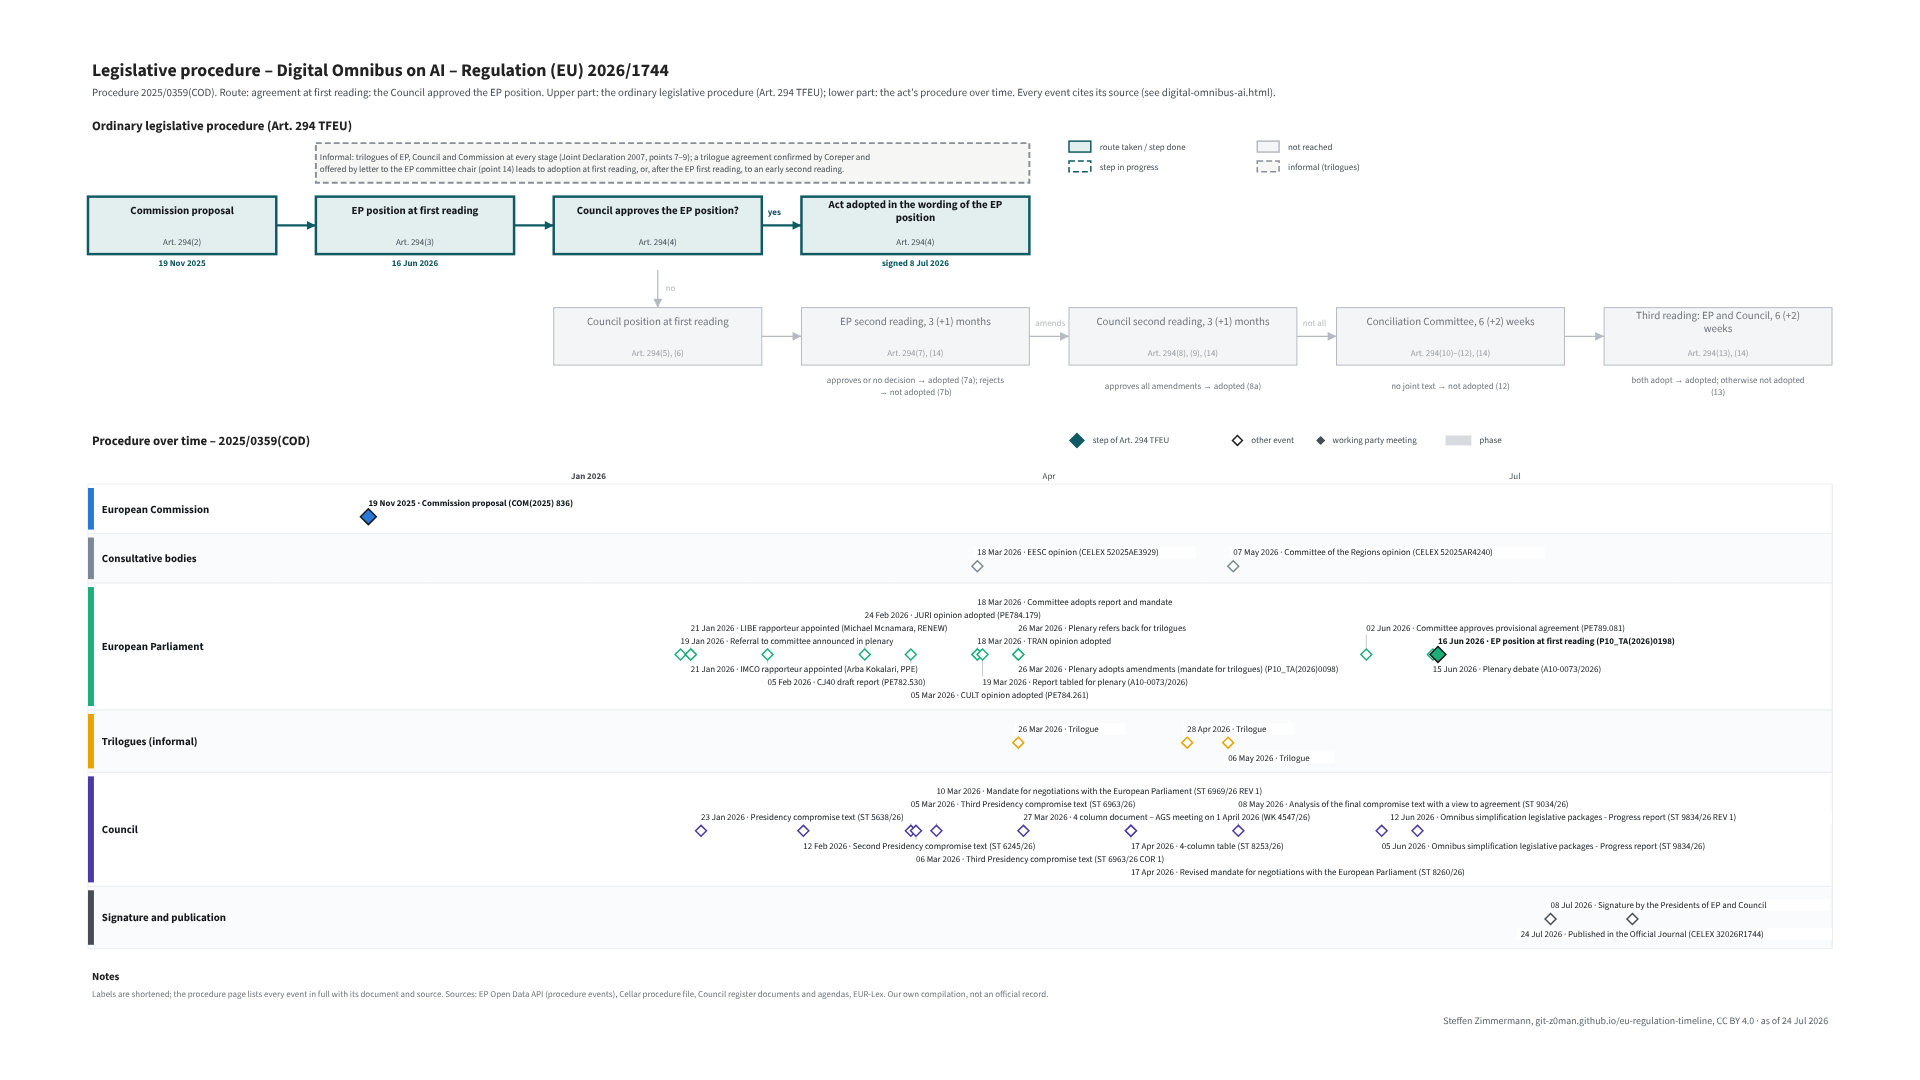 Legislative procedure – Digital Omnibus on AI – Regulation (EU) 2026/1744
Procedure 2025/0359(COD). Route: agreement at first reading: the Council approved the EP position. Upper part: the ordinary legislative procedure (Art. 294 TFEU); lower part: the act's procedure over time. Every event cites its source (see digital-omnibus-ai.html).
Ordinary legislative procedure (Art. 294 TFEU)
Informal: trilogues of EP, Council and Commission at every stage (Joint Declaration 2007, points 7–9); a trilogue agreement confirmed by Coreper and
offered by letter to the EP committee chair (point 14) leads to adoption at first reading, or, after the EP first reading, to an early second reading.
route taken / step done
not reached
step in progress
informal (trilogues)
Commission proposal
Art. 294(2)
19 Nov 2025
EP position at first reading
Art. 294(3)
16 Jun 2026
Council approves the EP position?
Art. 294(4)
yes
Act adopted in the wording of the EP
position
Art. 294(4)
signed 8 Jul 2026
no
Council position at first reading
Art. 294(5), (6)
EP second reading, 3 (+1) months
Art. 294(7), (14)
approves or no decision → adopted (7a); rejects
→ not adopted (7b)
amends
Council second reading, 3 (+1) months
Art. 294(8), (9), (14)
approves all amendments → adopted (8a)
not all
Conciliation Committee, 6 (+2) weeks
Art. 294(10)–(12), (14)
no joint text → not adopted (12)
Third reading: EP and Council, 6 (+2)
weeks
Art. 294(13), (14)
both adopt → adopted; otherwise not adopted
(13)
Procedure over time – 2025/0359(COD)
step of Art. 294 TFEU
other event
working party meeting
phase
Jan 2026
Apr
Jul
European Commission
19 Nov 2025 · Commission proposal (COM(2025) 836)
Consultative bodies
18 Mar 2026 · EESC opinion (CELEX 52025AE3929)
07 May 2026 · Committee of the Regions opinion (CELEX 52025AR4240)
European Parliament
18 Mar 2026 · Committee adopts report and mandate
24 Feb 2026 · JURI opinion adopted (PE784.179)
21 Jan 2026 · LIBE rapporteur appointed (Michael Mcnamara, RENEW)
26 Mar 2026 · Plenary refers back for trilogues
02 Jun 2026 · Committee approves provisional agreement (PE789.081)
19 Jan 2026 · Referral to committee announced in plenary
18 Mar 2026 · TRAN opinion adopted
16 Jun 2026 · EP position at first reading (P10_TA(2026)0198)
21 Jan 2026 · IMCO rapporteur appointed (Arba Kokalari, PPE)
26 Mar 2026 · Plenary adopts amendments (mandate for trilogues) (P10_TA(2026)0098)
15 Jun 2026 · Plenary debate (A10-0073/2026)
05 Feb 2026 · CJ40 draft report (PE782.530)
19 Mar 2026 · Report tabled for plenary (A10-0073/2026)
05 Mar 2026 · CULT opinion adopted (PE784.261)
Trilogues (informal)
26 Mar 2026 · Trilogue
28 Apr 2026 · Trilogue
06 May 2026 · Trilogue
Council
10 Mar 2026 · Mandate for negotiations with the European Parliament (ST 6969/26 REV 1)
05 Mar 2026 · Third Presidency compromise text (ST 6963/26)
08 May 2026 · Analysis of the final compromise text with a view to agreement (ST 9034/26)
23 Jan 2026 · Presidency compromise text (ST 5638/26)
27 Mar 2026 · 4 column document – AGS meeting on 1 April 2026 (WK 4547/26)
12 Jun 2026 · Omnibus simplification legislative packages - Progress report (ST 9834/26 REV 1)
12 Feb 2026 · Second Presidency compromise text (ST 6245/26)
17 Apr 2026 · 4-column table (ST 8253/26)
05 Jun 2026 · Omnibus simplification legislative packages - Progress report (ST 9834/26)
06 Mar 2026 · Third Presidency compromise text (ST 6963/26 COR 1)
17 Apr 2026 · Revised mandate for negotiations with the European Parliament (ST 8260/26)
Signature and publication
08 Jul 2026 · Signature by the Presidents of EP and Council
24 Jul 2026 · Published in the Official Journal (CELEX 32026R1744)
Notes
Labels are shortened; the procedure page lists every event in full with its document and source. Sources: EP Open Data API (procedure events), Cellar procedure file, Council register documents and agendas, EUR-Lex. Our own compilation, not an official record.
Steffen Zimmermann, git-z0man.github.io/eu-regulation-timeline, CC BY 4.0 · as of 24 Jul 2026